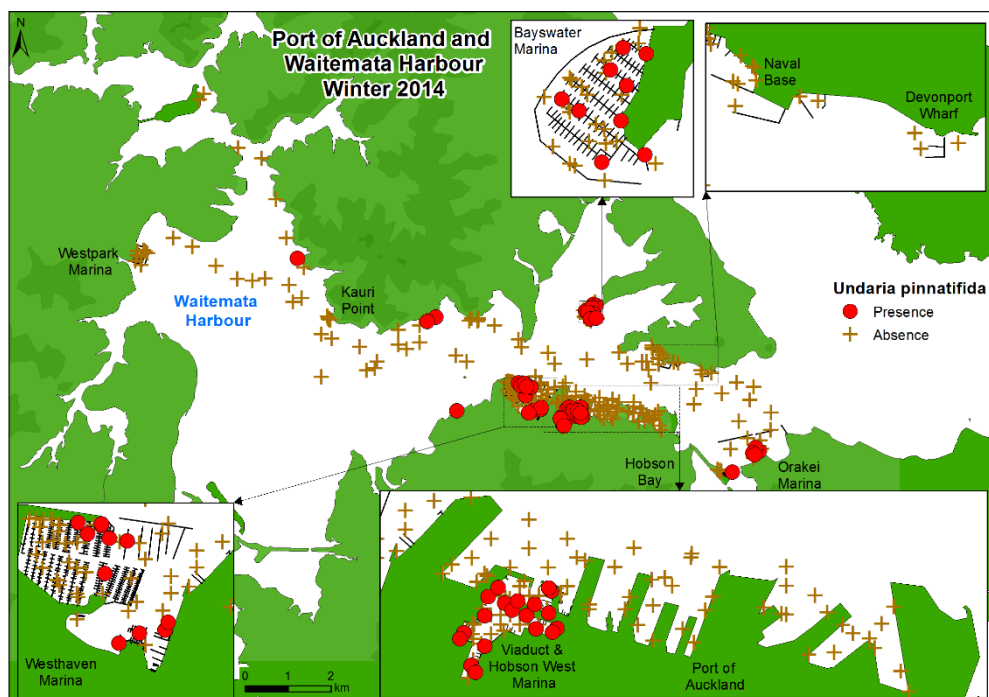 N
Port of Auckland and
Waitemata Harbour
Winter 2014
Bayswater
Marina
Naval
Base
Devonport
Wharf
Westpark
Marina
Waitemata
Harbour
Kauri
Point
Undaria pinnatifida
Presence
Absence
Hobson
Bay
Orakei
Marina
Westhaven
Marina
0 1 2
km
Viaduct &
Hobson West
Marina
Port of
Auckland